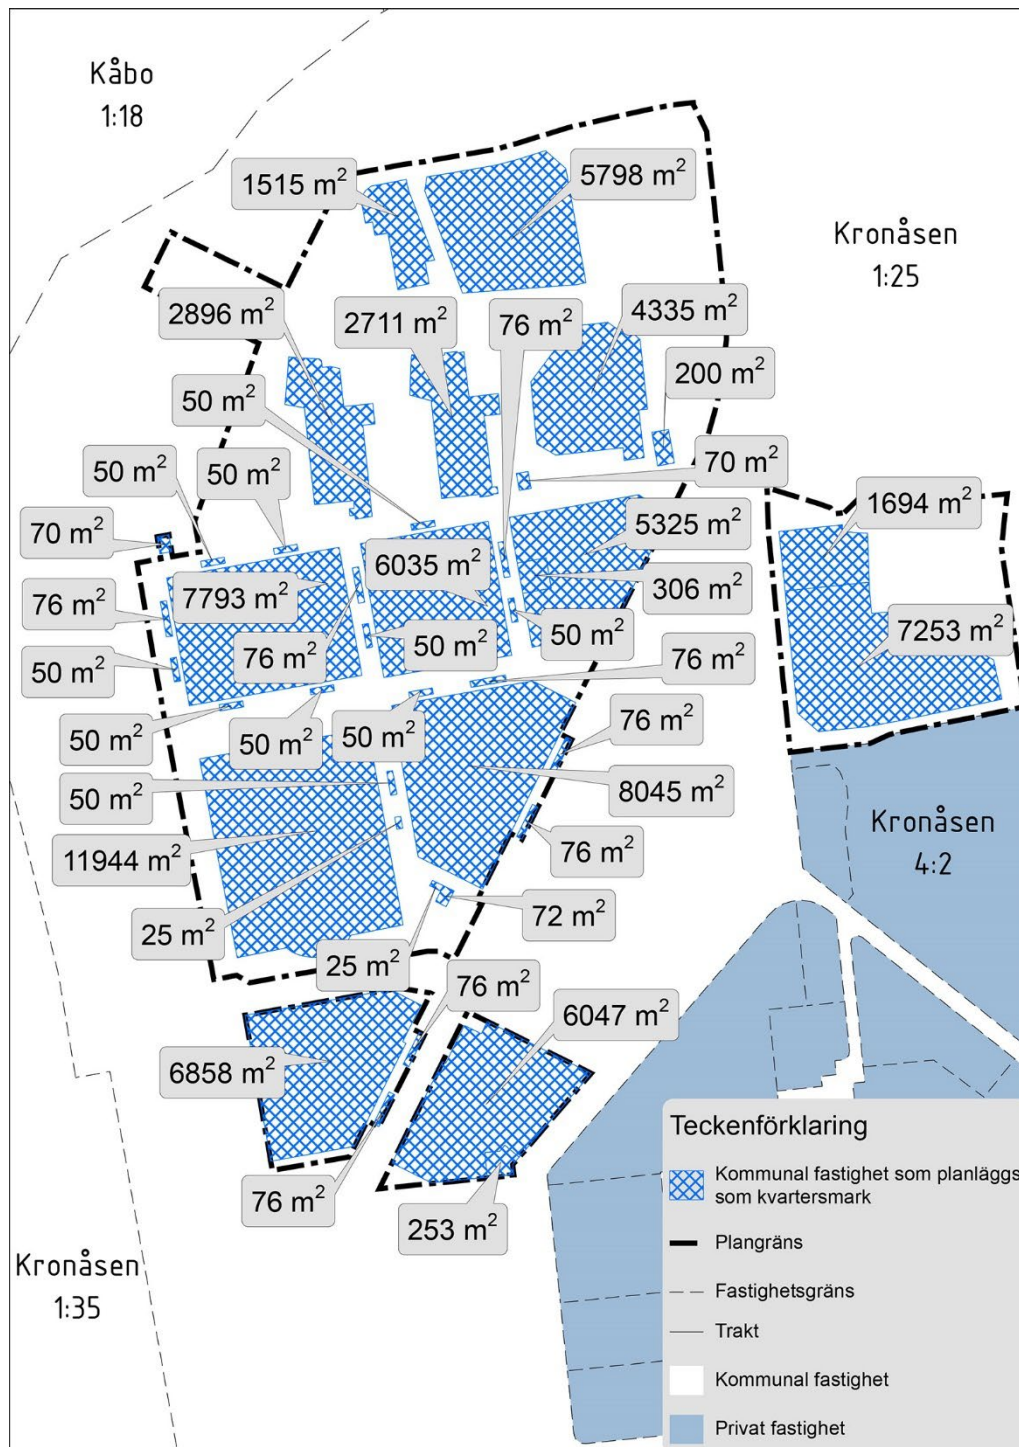 Kåbo
1:18
1515 m²
5798 m²
Kronåsen
1:25
2896 m²
2711 m²
76 m²
4335 m²
200 m²
50 m²
50 m²
50 m²
70 m²
70 m²
1694 m²
5325 m²
6035 m²
7793 m²
306 m²
76 m²
76 m²
50 m²
50 m²
7253 m²
50 m²
76 m²
50 m²
50 m²
50 m²
76 m²
50 m²
8045 m²
Kronåsen
4:2
11944 m²
76 m²
72 m²
25 m²
25 m²
76 m²
6047 m²
6858 m²
76 m²
253 m²
Kronåsen
1:35
Teckenförklaring
Kommunal fastighet som planläggs
som kvartersmark
Plangräns
Fastighetsgräns
Trakt
Kommunal fastighet
Privat fastighet